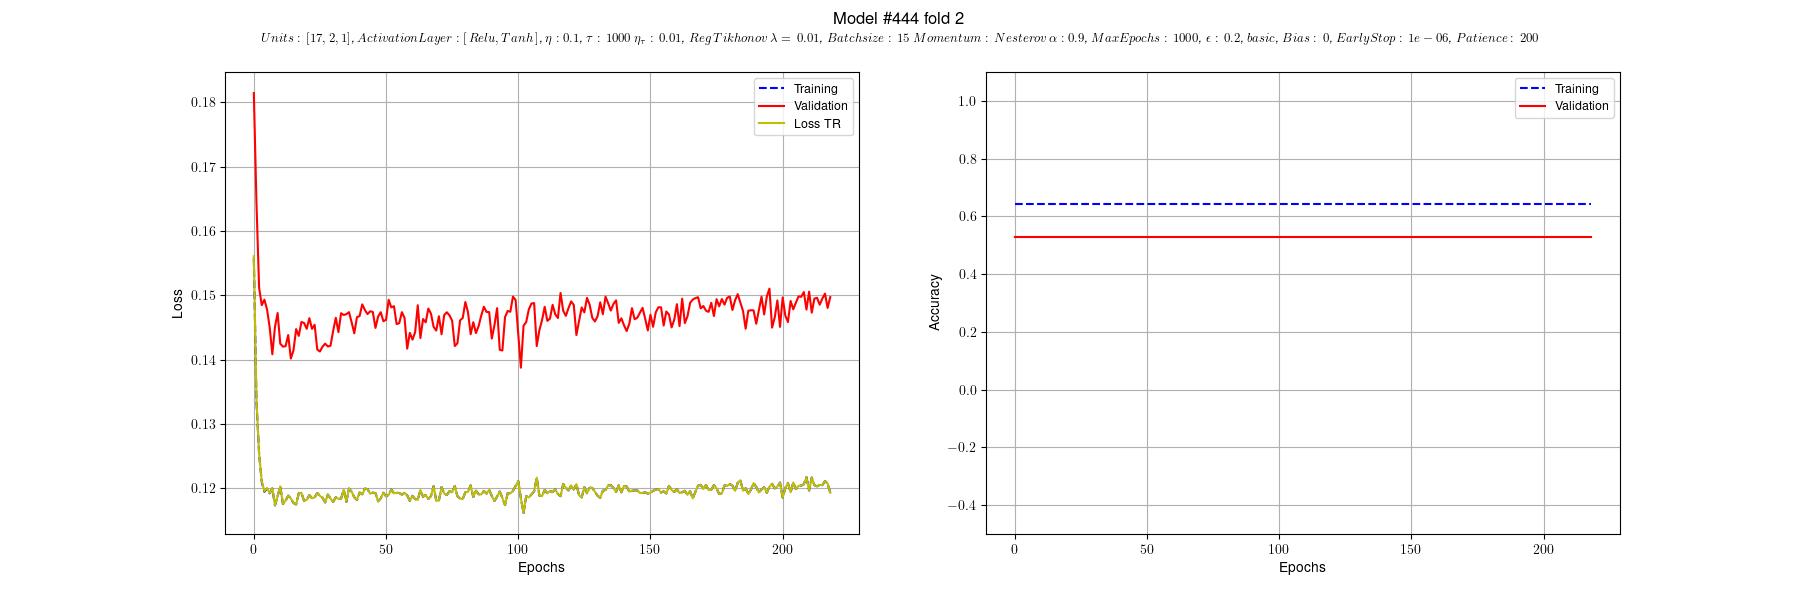 Model #444 fold 2
Units : [17, 2, 1], ActivationLayer : [ Relu, Tanh ], η : 0.1, τ : 1000 η_τ : 0.01, Reg Tikhonov λ = 0.01, Batchsize : 15 Momentum : Nesterov α : 0.9, MaxEpochs : 1000, ϵ : 0.2, basic, Bias : 0, EarlyStop : 1e − 06, Patience : 200
Loss
0.18
0.17
0.16
0.15
0.14
0.13
0.12
Training
Validation
Loss TR
0 50 100 150 200
Epochs
Accuracy
1.0
0.8
0.6
0.4
0.2
0.0
−0.2
−0.4
Training
Validation
0 50 100 150 200
Epochs